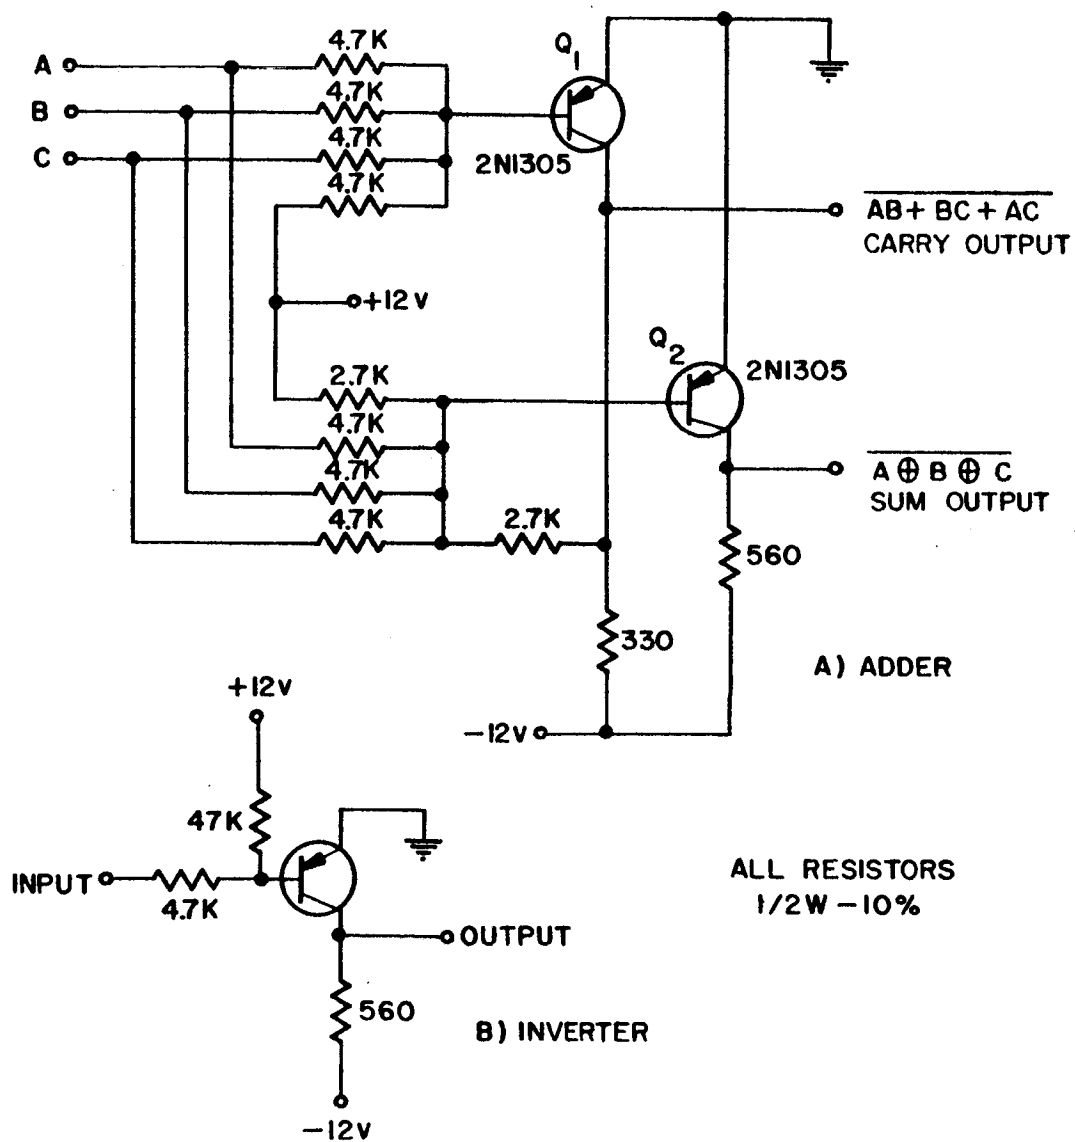 4.7K
A
4.7K
B
4.7K
C
4.7K
Q1
2N1305
AB + BC + AC
CARRY OUTPUT
+12V
Q2
2N1305
2.7K
4.7K
4.7K
4.7K
2.7K
A ⊕ B ⊕ C
SUM OUTPUT
560
330
A) ADDER
-12V
+12V
47K
INPUT
4.7K
OUTPUT
560
B) INVERTER
-12V
ALL RESISTORS
1/2W - 10%